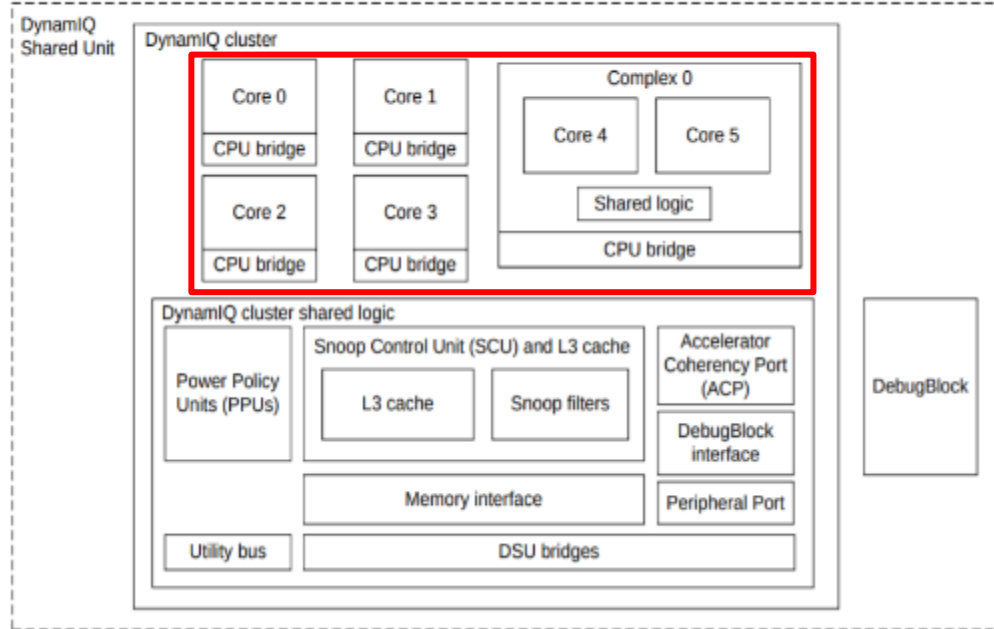 DynamIQ
Shared Unit
DynamIQ cluster
Core 0
CPU bridge
Core 1
CPU bridge
Core 2
CPU bridge
Core 3
CPU bridge
Complex 0
Core 4
Core 5
Shared logic
CPU bridge
DynamIQ cluster shared logic
Power Policy
Units (PPUs)
Snoop Control Unit (SCU) and L3 cache
L3 cache
Snoop filters
Accelerator
Coherency Port
(ACP)
DebugBlock
interface
Memory interface
Peripheral Port
Utility bus
DSU bridges
DebugBlock